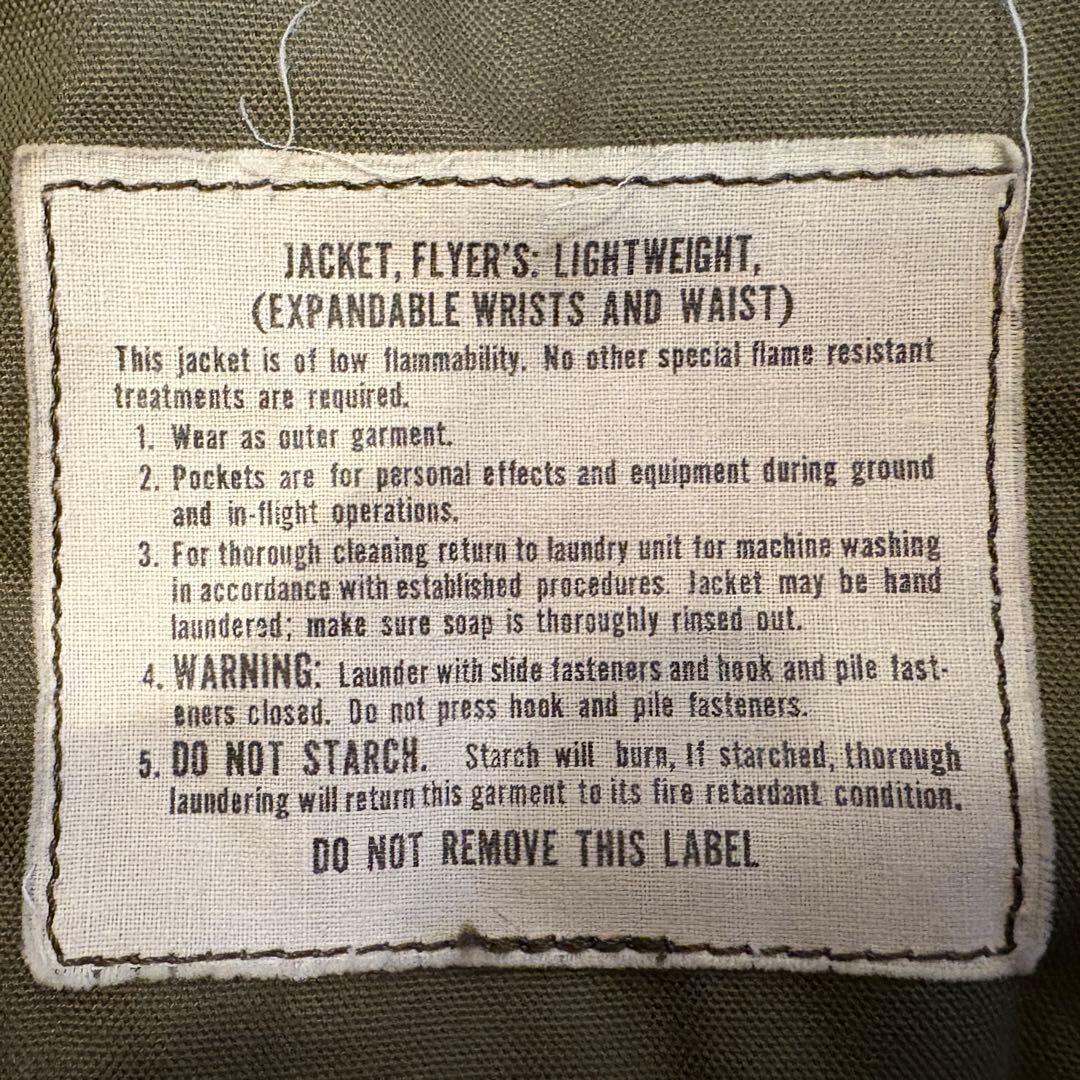 JACKET, FLYER'S: LIGHTWEIGHT,
(EXPANDABLE WRISTS AND WAIST)
This jacket is of low flammability. No other special flame resistant
treatments are required.
1. Wear as outer garment.
2. Pockets are for personal effects and equipment during ground
and in-flight operations.
3. For thorough cleaning return to laundry unit for machine washing
in accordance with established procedures. Jacket may be hand
laundered; make sure soap is thoroughly rinsed out.
4. WARNING: Launder with slide fasteners and hook and pile fast-
eners closed. Do not press hook and pile fasteners.
5. DO NOT STARCH. Starch will burn, If starched, thorough
laundering will return this garment to its fire retardant condition.
DO NOT REMOVE THIS LABEL